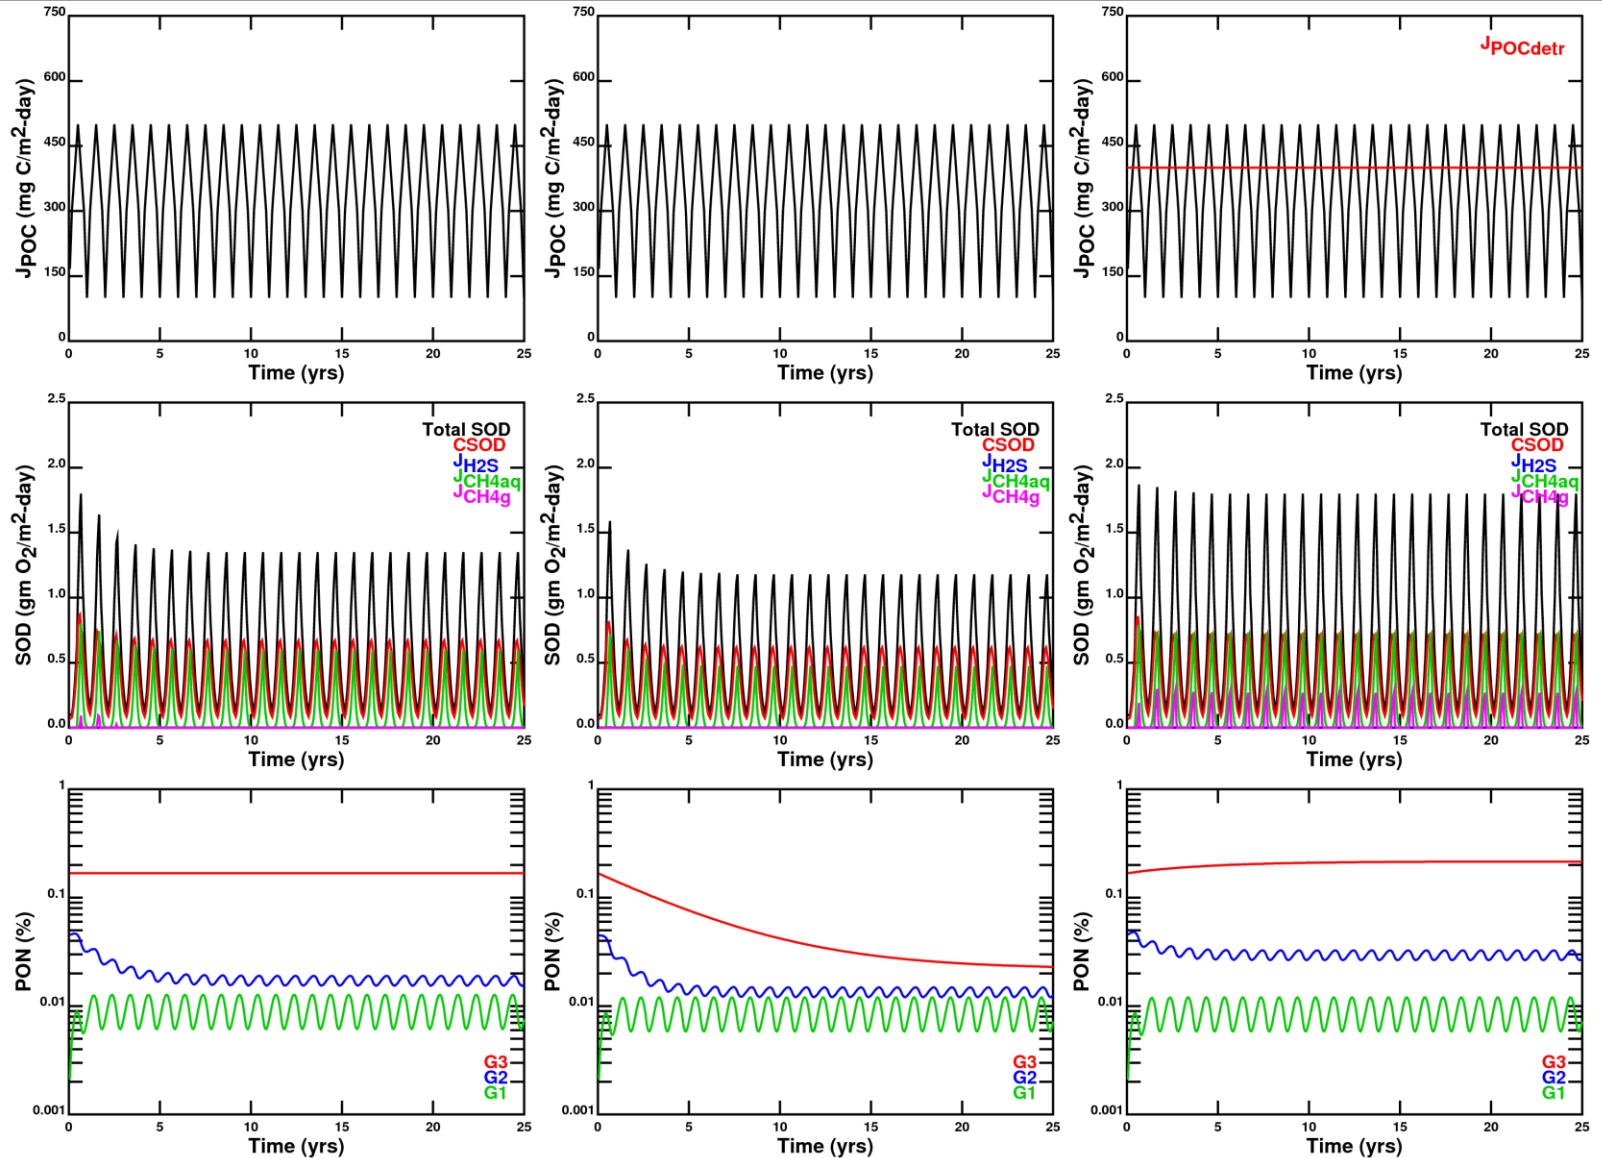 750
600
450
300
150
0
JPOC (mg C/m2-day)
0 5 10 15 20 25
Time (yrs)
750
600
450
300
150
0
JPOC (mg C/m2-day)
0 5 10 15 20 25
Time (yrs)
750
600
450
300
150
0
JPOC (mg C/m2-day)
JPOCdetr
0 5 10 15 20 25
Time (yrs)
2.5
2.0
1.5
1.0
0.5
0.0
SOD (gm O2/m2-day)
Total SOD
CSOD
JH2S
JCH4aq
JCH4g
0 5 10 15 20 25
Time (yrs)
2.5
2.0
1.5
1.0
0.5
0.0
SOD (gm O2/m2-day)
Total SOD
CSOD
JH2S
JCH4aq
JCH4g
0 5 10 15 20 25
Time (yrs)
2.5
2.0
1.5
1.0
0.5
0.0
SOD (gm O2/m2-day)
Total SOD
CSOD
JH2S
JCH4aq
JCH4g
0 5 10 15 20 25
Time (yrs)
1
0.1
0.01
0.001
PON (%)
G3
G2
G1
0 5 10 15 20 25
Time (yrs)
1
0.1
0.01
0.001
PON (%)
G3
G2
G1
0 5 10 15 20 25
Time (yrs)
1
0.1
0.01
0.001
PON (%)
G3
G2
G1
0 5 10 15 20 25
Time (yrs)